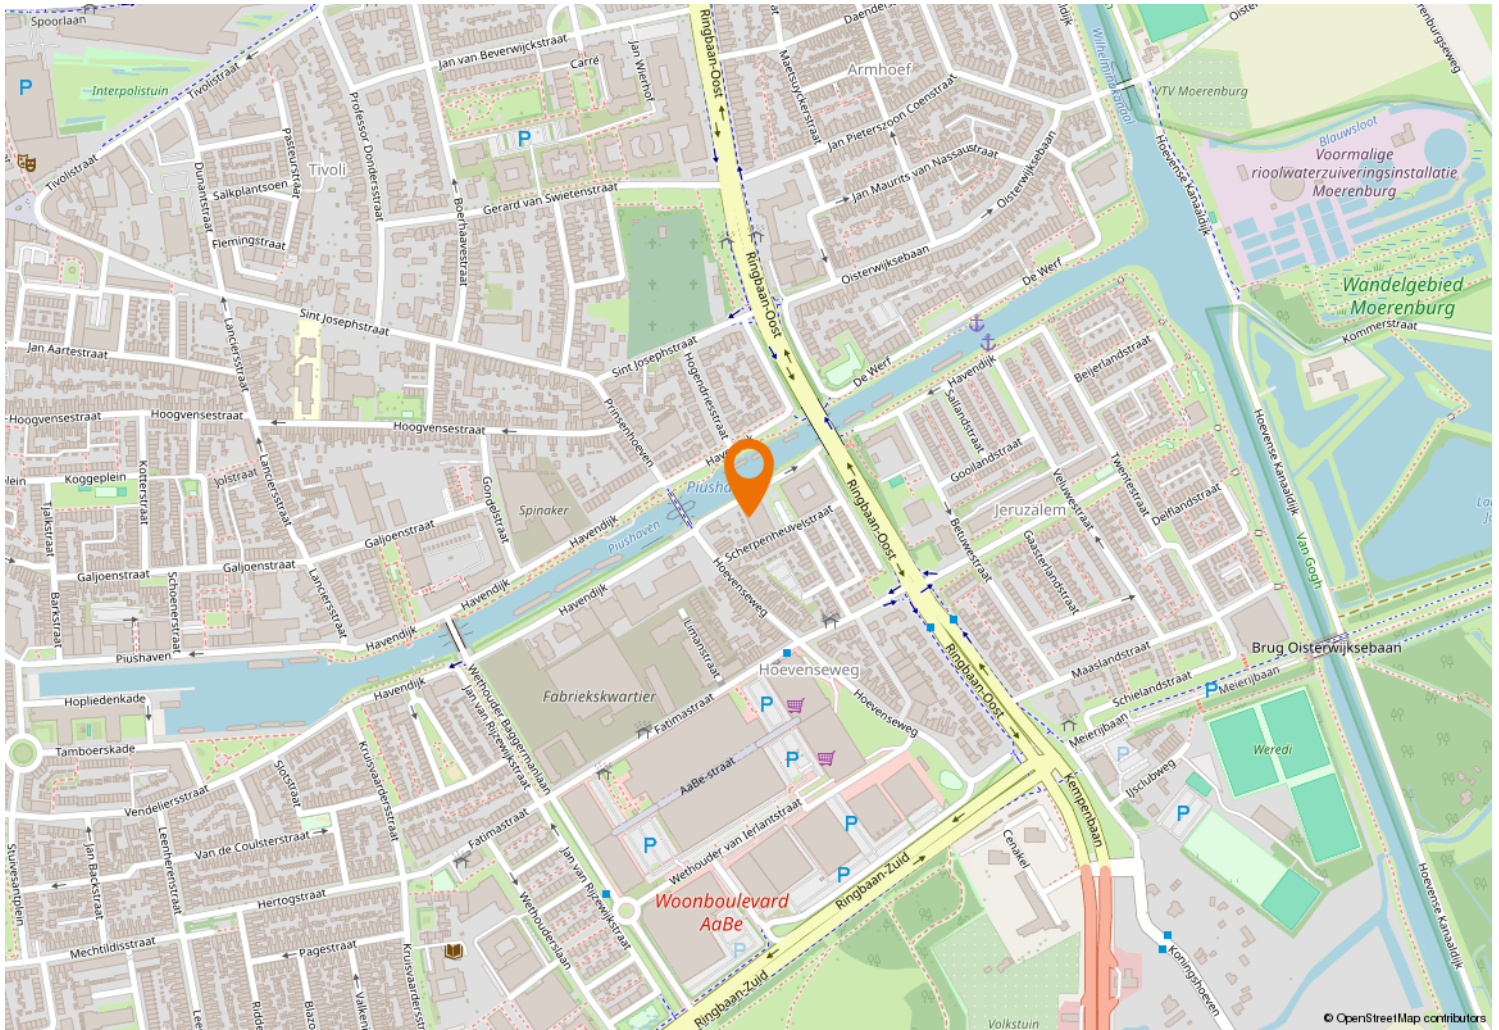 Spoorlaan
Interpolistuin
Tivolistraat
Tivolistraat
Pasteurstraat
Dunantstraat
Salkplantsoen
Flemingstraat
Tivoli
Jan van Beverwijckstraat
Carré
Jan Wierhof
Professor Dondersstraat
Boerhaavestraat
Gerard van Swietenstraat
Ringbaan-Oost
Maetsuyckerstraat
Armhoef
Jan Pieterszoon Coenstraat
Jan Maurits van Nassaustraat
Oisterwijksebaan
Oisterwijksebaan
Wilhelminakanaal
VTV Moerenburg
Hoevense Kanaaldijk
Blauwsloot
Voormalige
rioolwaterzuiveringsinstallatie
Moerenburg
Wandelgebied
Moerenburg
Kommerstraat
De Werf
De Werf
Ringbaan-Oost
Sint Josephstraat
Sint Josephstraat
Jan Aartestraat
Lanciersstraat
Hoogvensestraat
Hoogvensestraat
Hoogvensestraat
Prinsenhoeven
Hogendriesstraat
Havendijk
Beijerlandstraat
Sallandstraat
Gooilandstraat
Twentestraat
Veluwestraat
Delflandstraat
Jeruzalem
Hoevense Kanaaldijk
Van Gogh
Koggeplein
Kotterstraat
Jolstraat
Lanciersstraat
Tjalkstraat
Gondelstraat
Spinaker
Galjoenstraat
Galjoenstraat
Galjoenstraat
Havendijk
Piushaven
Scherpenheuvelstraat
Ringbaan-Oost
Betuwestraat
Gaasterlandstraat
Barkstraat
Schoenerstraat
Lanciersstraat
Havendijk
Havendijk
Havendijk
Hoevenseweg
Piushaven
Hopliedenkade
Tamboerskade
Havendijk
Limanstraat
Fabriekskwartier
Fatimastraat
Hoevenseweg
Hoevenseweg
Ringbaan-Oost
Maaslandstraat
Schielandstraat
Meierijbaan
Meierijbaan
Brug Oisterwijksebaan
Wethouder Baggermanlaan
Jan van Rijzewijkstraat
Kruisvaardersstraat
Slotstraat
Vendeliersstraat
Van de Coulsterstraat
Fatimastraat
AaBe-straat
Wethouder van Ierlantstraat
Weredi
IJsclubweg
Kempenbaan
Cenakel
Ringbaan-Zuid
Ringbaan-Zuid
Woonboulevard
AaBe
Jan van Rijzewijkstraat
Wethouderslaan
Stuivesantplein
Jan Backstraat
Leenherenstraat
Hertogstraat
Mechtildisstraat
Pagestraat
Kruisvaardersstraat
Koningshoeven
Hoevense Kanaaldijk
Volkstuin
© OpenStreetMap contributors